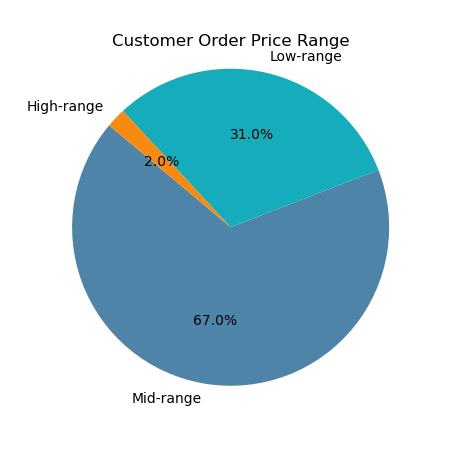 Customer Order Price Range
Low-range
High-range
31.0%
2.0%
67.0%
Mid-range